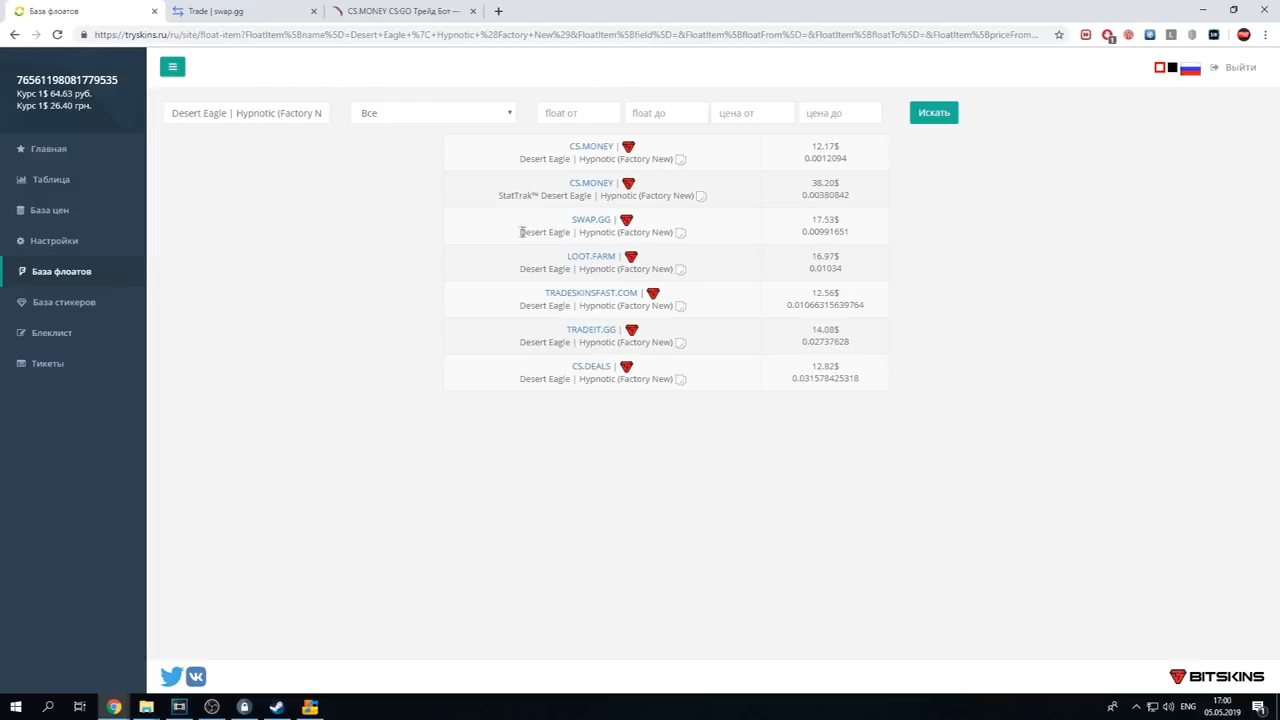 База флоатов
Trade | swap.gg
CS.MONEY CS:GO Трейд Бот —
https://tryskins.ru/ru/site/float-item?FloatItem%5Bname%5D=Desert+Eagle+%7C+Hypnotic+%28Factory+New%29&FloatItem%5Bfield%5D=&FloatItem%5BfloatFrom%5D=&FloatItem%5BfloatTo%5D=&FloatItem%5BpriceFrom...
76561198081779535
Курс 1$ 64.63 руб.
Курс 1$ 26.40 грн.
Выйти
Главная
Таблица
База цен
Настройки
База флоатов
База стикеров
Блеклист
Тикеты
Desert Eagle | Hypnotic (Factory N
Все
float от
float до
цена от
цена до
Искать
CS.MONEY |
12.17$
Desert Eagle | Hypnotic (Factory New)
0.0012094
CS.MONEY |
38.20$
StatTrak™ Desert Eagle | Hypnotic (Factory New)
0.00380842
SWAP.GG |
17.53$
Desert Eagle | Hypnotic (Factory New)
0.00991651
LOOT.FARM |
16.97$
Desert Eagle | Hypnotic (Factory New)
0.01034
TRADESKINSFAST.COM |
12.56$
Desert Eagle | Hypnotic (Factory New)
0.01066315639764
TRADEIT.GG |
14.08$
Desert Eagle | Hypnotic (Factory New)
0.02737628
CS.DEALS |
12.82$
Desert Eagle | Hypnotic (Factory New)
0.031578425318
BITSKINS
ENG
17:00
05.05.2019